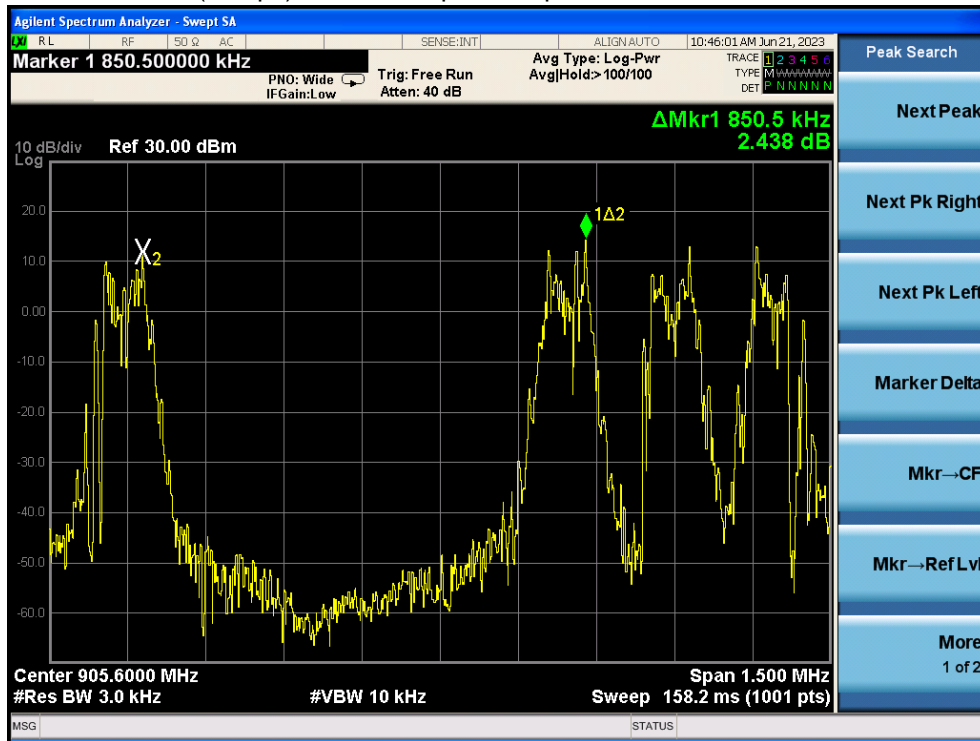 Agilent Spectrum Analyzer - Swept SA
LXI RL RF 50 Ω AC SENSE:INT ALIGN AUTO 10:46:01 AM Jun 21, 2023
Marker 1 850.500000 kHz
PNO: Wide Trig: Free Run Avg Type: Log-Pwr TRACE 1 2 3 4 5 6
IFGain:Low Atten: 40 dB Avg|Hold:>100/100 TYPE M
DET P N N N N N
Peak Search
ΔMkr1 850.5 kHz
2.438 dB
10 dB/div Ref 30.00 dBm
Log
20.0
10.0
0.00
-10.0
-20.0
-30.0
-40.0
-50.0
-60.0
2
1Δ2
Center 905.6000 MHz Span 1.500 MHz
#Res BW 3.0 kHz #VBW 10 kHz Sweep 158.2 ms (1001 pts)
MSG STATUS
Next Peak
Next Pk Right
Next Pk Left
Marker Delta
Mkr→CF
Mkr→Ref Lvl
More
1 of 2